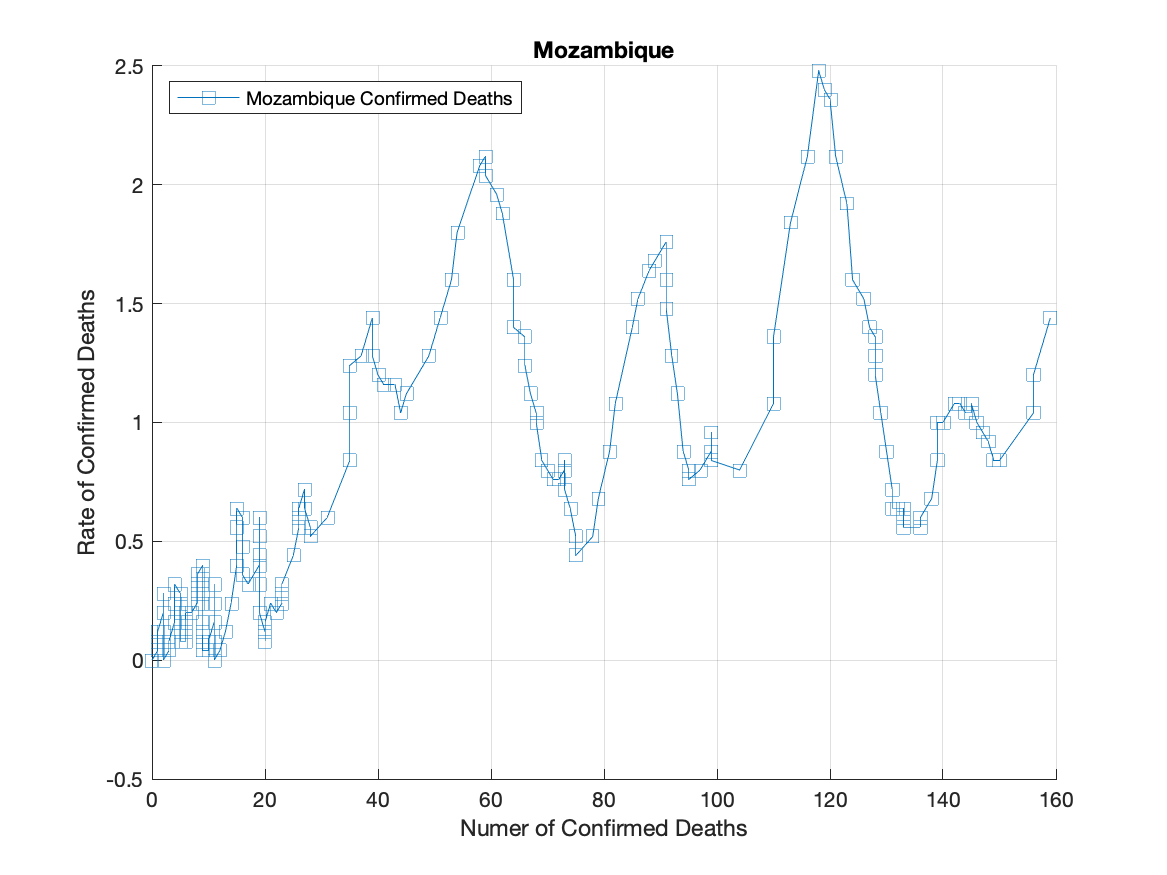 Mozambique
Mozambique Confirmed Deaths
2.5
2
1.5
1
0.5
0
-0.5
Rate of Confirmed Deaths
0 20 40 60 80 100 120 140 160
Numer of Confirmed Deaths